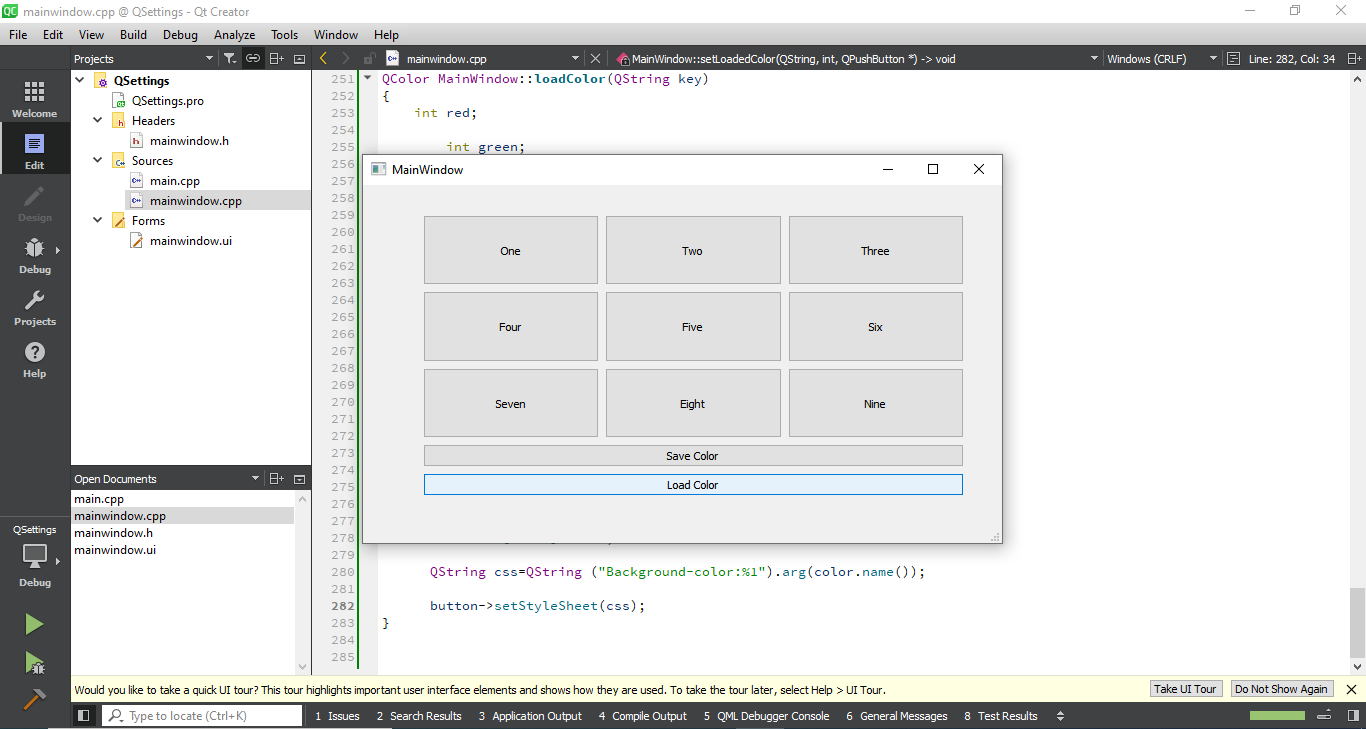 mainwindow.cpp @ QSettings - Qt Creator
File Edit View Build Debug Analyze Tools Window Help
Projects
mainwindow.cpp
MainWindow::setLoadedColor(QString, int, QPushButton *) -> void
Windows (CRLF)
Line: 282, Col: 34
Welcome
Edit
Design
Debug
Projects
Help
QSettings
QSettings.pro
Headers
mainwindow.h
Sources
main.cpp
mainwindow.cpp
Forms
mainwindow.ui
Open Documents
main.cpp
mainwindow.cpp
mainwindow.h
mainwindow.ui
QSettings
Debug
251 QColor MainWindow::loadColor(QString key)
252 {
253 int red;
254
255 int green;
256
257
258
259
260
261
262
263
264
265
266
267
268
269
270
271
272
273
274
275
276
277
278
279
280 QString css=QString ("Background-color:%1").arg(color.name());
281
282 button->setStyleSheet(css);
283 }
284
285
MainWindow
One Two Three
Four Five Six
Seven Eight Nine
Save Color
Load Color
Would you like to take a quick UI tour? This tour highlights important user interface elements and shows how they are used. To take the tour later, select Help > UI Tour.
Take UI Tour
Do Not Show Again
Type to locate (Ctrl+K)
1 Issues 2 Search Results 3 Application Output 4 Compile Output 5 QML Debugger Console 6 General Messages 8 Test Results